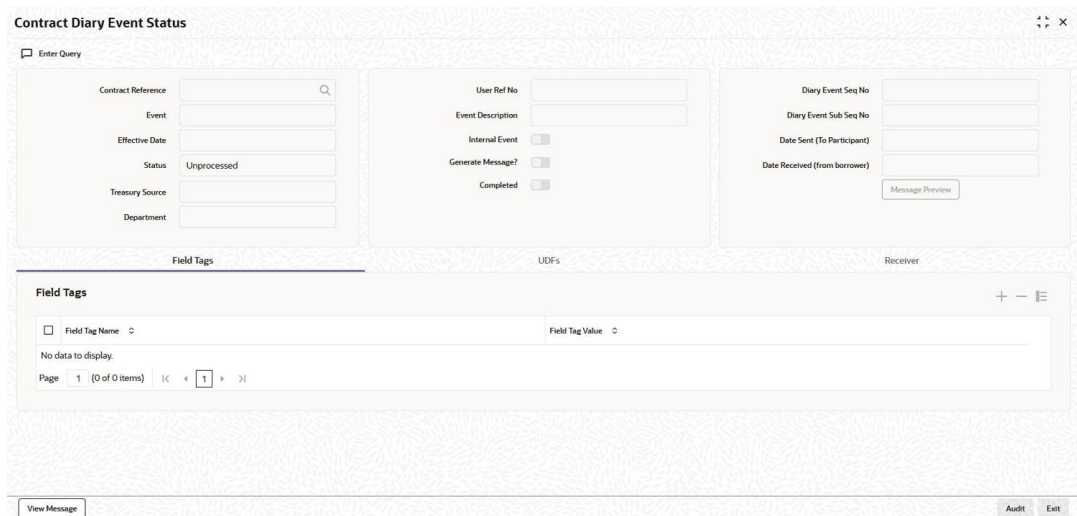 Contract Diary Event Status
Enter Query
Contract Reference
Event
Effective Date
Status Unprocessed
Treasury Source
Department
User Ref No
Event Description
Internal Event
Generate Message?
Completed
Diary Event Seq No
Diary Event Sub Seq No
Date Sent (To Participant)
Date Received (from borrower)
Message Preview
Field Tags UDFs Receiver
Field Tags
Field Tag Name Field Tag Value
No data to display.
Page 1 (0 of 0 items) 1
View Message Audit Exit